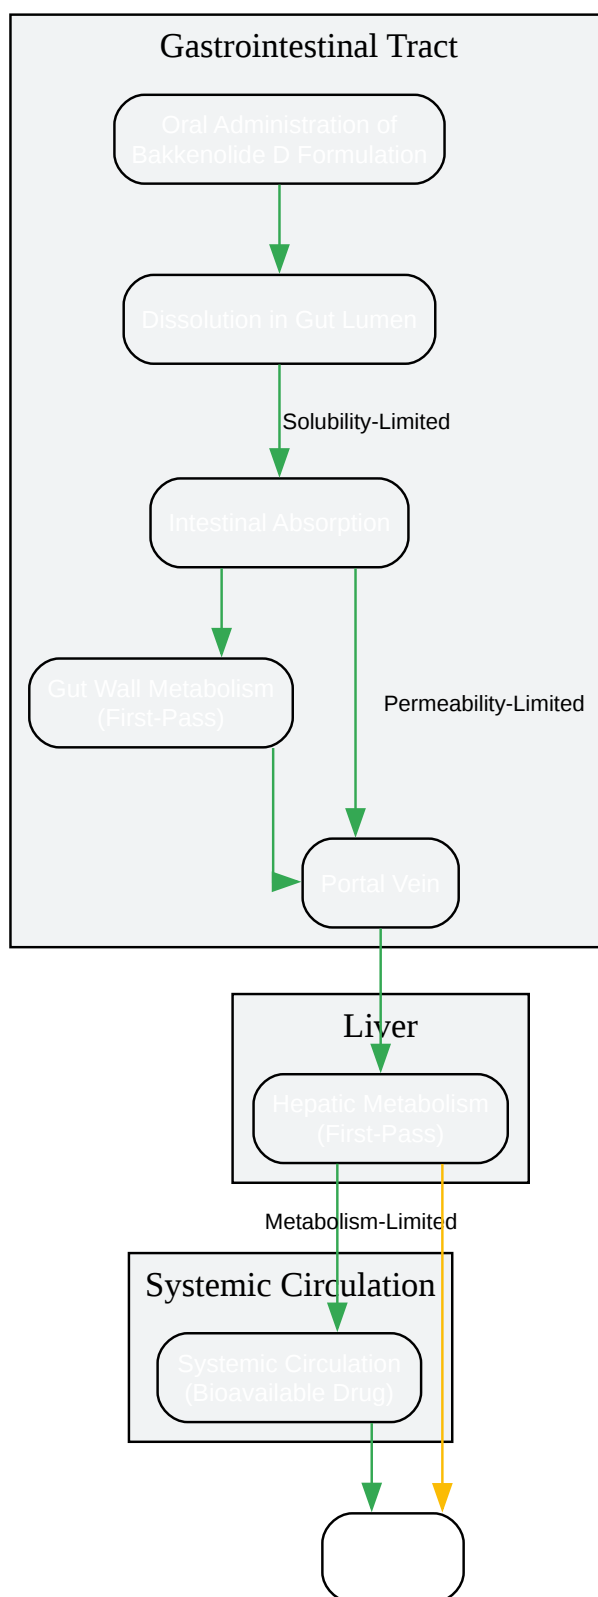 Gastrointestinal Tract
Oral Administration of
Bakkenolide D Formulation
Dissolution in Gut Lumen
Solubility-Limited
Intestinal Absorption
Gut Wall Metabolism
(First-Pass)
Permeability-Limited
Portal Vein
Liver
Hepatic Metabolism
(First-Pass)
Metabolism-Limited
Systemic Circulation
Systemic Circulation
(Bioavailable Drug)